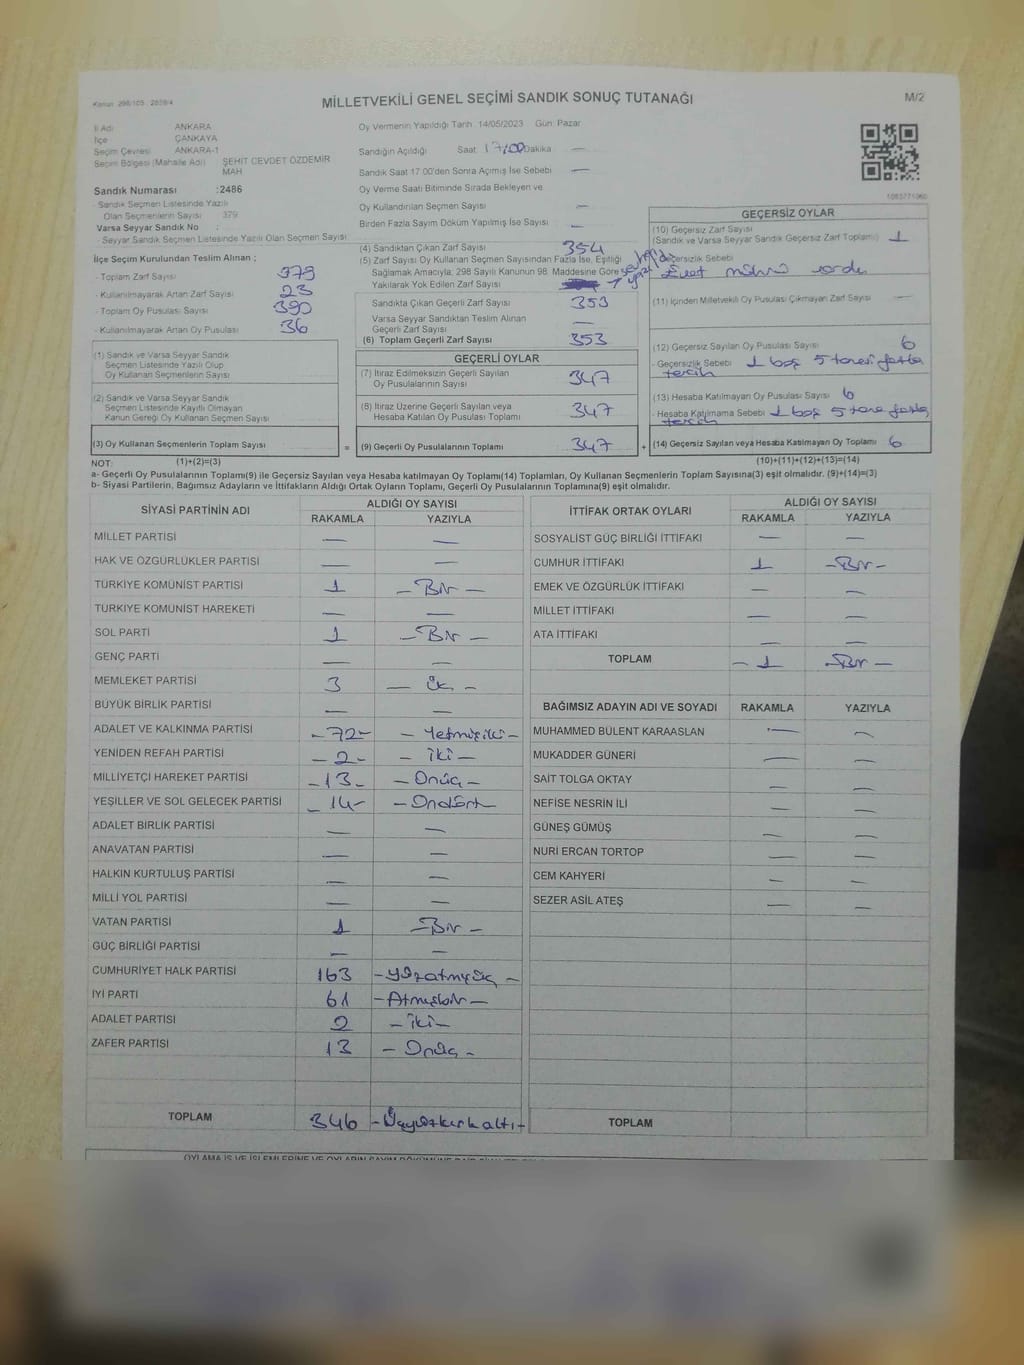 Kanun 298/105 , 2839/4
MİLLETVEKİLİ GENEL SEÇİMİ SANDIK SONUÇ TUTANAĞI
M/2
İl Adı ANKARA
İlçe ÇANKAYA
Seçim Çevresi ANKARA-1
Seçim Bölgesi (Mahalle Adı) ŞEHİT CEVDET ÖZDEMİR MAH
Sandık Numarası :2486
- Sandık Seçmen Listesinde Yazılı
Olan Seçmenlerin Sayısı 379
Varsa Seyyar Sandık No :
- Seyyar Sandık Seçmen Listesinde Yazılı Olan Seçmen Sayısı:
İlçe Seçim Kurulundan Teslim Alınan ;
- Toplam Zarf Sayısı 379
- Kullanılmayarak Artan Zarf Sayısı 23
- Toplam Oy Pusulası Sayısı 390
- Kullanılmayarak Artan Oy Pusulası 36
(1) Sandık ve Varsa Seyyar Sandık
Seçmen Listesinde Yazılı Olup
Oy Kullanan Seçmenlerin Sayısı
(2) Sandık ve Varsa Seyyar Sandık
Seçmen Listesinde Kayıtlı Olmayan
Kanun Gereği Oy Kullanan Seçmen Sayısı
(3) Oy Kullanan Seçmenlerin Toplam Sayısı =
(1)+(2)=(3)
Oy Vermenin Yapıldığı Tarih 14/05/2023 Gün: Pazar
Sandığın Açıldığı Saat 17:00 Dakika —
Sandık Saat 17 00'den Sonra Açımış İse Sebebi —
Oy Verme Saati Bitiminde Sırada Bekleyen ve
Oy Kullandırılan Seçmen Sayısı —
Birden Fazla Sayım Döküm Yapılmış İse Sayısı —
(4) Sandıktan Çıkan Zarf Sayısı 354
(5) Zarf Sayısı Oy Kullanan Seçmen Sayısından Fazla İse, Eşitliği
Sağlamak Amacıyla, 298 Sayılı Kanunun 98. Maddesine Göre
Yakılarak Yok Edilen Zarf Sayısı
Sandıkta Çıkan Geçerli Zarf Sayısı 353
Varsa Seyyar Sandıktan Teslim Alınan
Geçerli Zarf Sayısı —
(6) Toplam Geçerli Zarf Sayısı 353
GEÇERLİ OYLAR
(7) İtiraz Edilmeksizin Geçerli Sayılan
Oy Pusulalarının Sayısı 347
(8) İtiraz Üzerine Geçerli Sayılan veya
Hesaba Katılan Oy Pusulası Toplamı 347
(9) Geçerli Oy Pusulalarının Toplamı 347 +
1083771960
GEÇERSİZ OYLAR
(10) Geçersiz Zarf Sayısı
(Sandık ve Varsa Seyyar Sandık Geçersiz Zarf Toplamı) 1
Geçersizlik Sebebi
Evet mührü vardı
(11) İçinden Milletvekili Oy Pusulası Çıkmayan Zarf Sayısı —
(12) Geçersiz Sayılan Oy Pusulası Sayısı 6
- Geçersizlik Sebebi 1 boş 5 tanesi fazla
tercih
(13) Hesaba Katılmayan Oy Sayısı 6
- Hesaba Katılmama Sebebi 1 boş 5 tane fazla
tercih
(14) Geçersiz Sayılan veya Hesaba Katılmayan Oy Toplamı 6
(10)+(11)+(12)+(13)=(14)
NOT:
a- Geçerli Oy Pusulalarının Toplamı(9) ile Geçersiz Sayılan veya Hesaba katılmayan Oy Toplamı(14) Toplamları, Oy Kullanan Seçmenlerin Toplam Sayısına(3) eşit olmalıdır. (9)+(14)=(3)
b- Siyasi Partilerin, Bağımsız Adayların ve İttifakların Aldığı Ortak Oyların Toplamı, Geçerli Oy Pusulalarının Toplamına(9) eşit olmalıdır.
SİYASİ PARTİNİN ADI ALDIĞI OY SAYISI
RAKAMLA YAZIYLA
MİLLET PARTİSİ — —
HAK VE ÖZGÜRLÜKLER PARTİSİ — —
TÜRKİYE KOMÜNİST PARTİSİ 1 – Bir –
TÜRKİYE KOMÜNİST HAREKETİ — —
SOL PARTİ 1 – Bir –
GENÇ PARTİ — —
MEMLEKET PARTİSİ 3 – üç –
BÜYÜK BİRLİK PARTİSİ — —
ADALET VE KALKINMA PARTİSİ -72- – Yetmişiki –
YENİDEN REFAH PARTİSİ -2- – iki –
MİLLİYETÇİ HAREKET PARTİSİ -13- – Onüç –
YEŞİLLER VE SOL GELECEK PARTİSİ -14- – Ondört –
ADALET BİRLİK PARTİSİ — —
ANAVATAN PARTİSİ — —
HALKIN KURTULUŞ PARTİSİ — —
MİLLİ YOL PARTİSİ — —
VATAN PARTİSİ 1 – Bir –
GÜÇ BİRLİĞİ PARTİSİ — —
CUMHURİYET HALK PARTİSİ 163 – yüzatmışüç –
İYİ PARTİ 61 – Atmışbir –
ADALET PARTİSİ 2 – iki –
ZAFER PARTİSİ 13 – Onüç –
TOPLAM 346 – Üçyüzkırkaltı –
İTTİFAK ORTAK OYLARI ALDIĞI OY SAYISI
RAKAMLA YAZIYLA
SOSYALİST GÜÇ BİRLİĞİ İTTİFAKI — —
CUMHUR İTTİFAKI 1 – Bir –
EMEK VE ÖZGÜRLÜK İTTİFAKI — —
MİLLET İTTİFAKI — —
ATA İTTİFAKI — —
TOPLAM – 1 – Bir –
BAĞIMSIZ ADAYIN ADI VE SOYADI RAKAMLA YAZIYLA
MUHAMMED BÜLENT KARAASLAN — —
MUKADDER GÜNERİ — —
SAİT TOLGA OKTAY — —
NEFİSE NESRİN İLİ — —
GÜNEŞ GÜMÜŞ — —
NURİ ERCAN TORTOP — —
CEM KAHYERİ — —
SEZER ASİL ATEŞ — —
TOPLAM